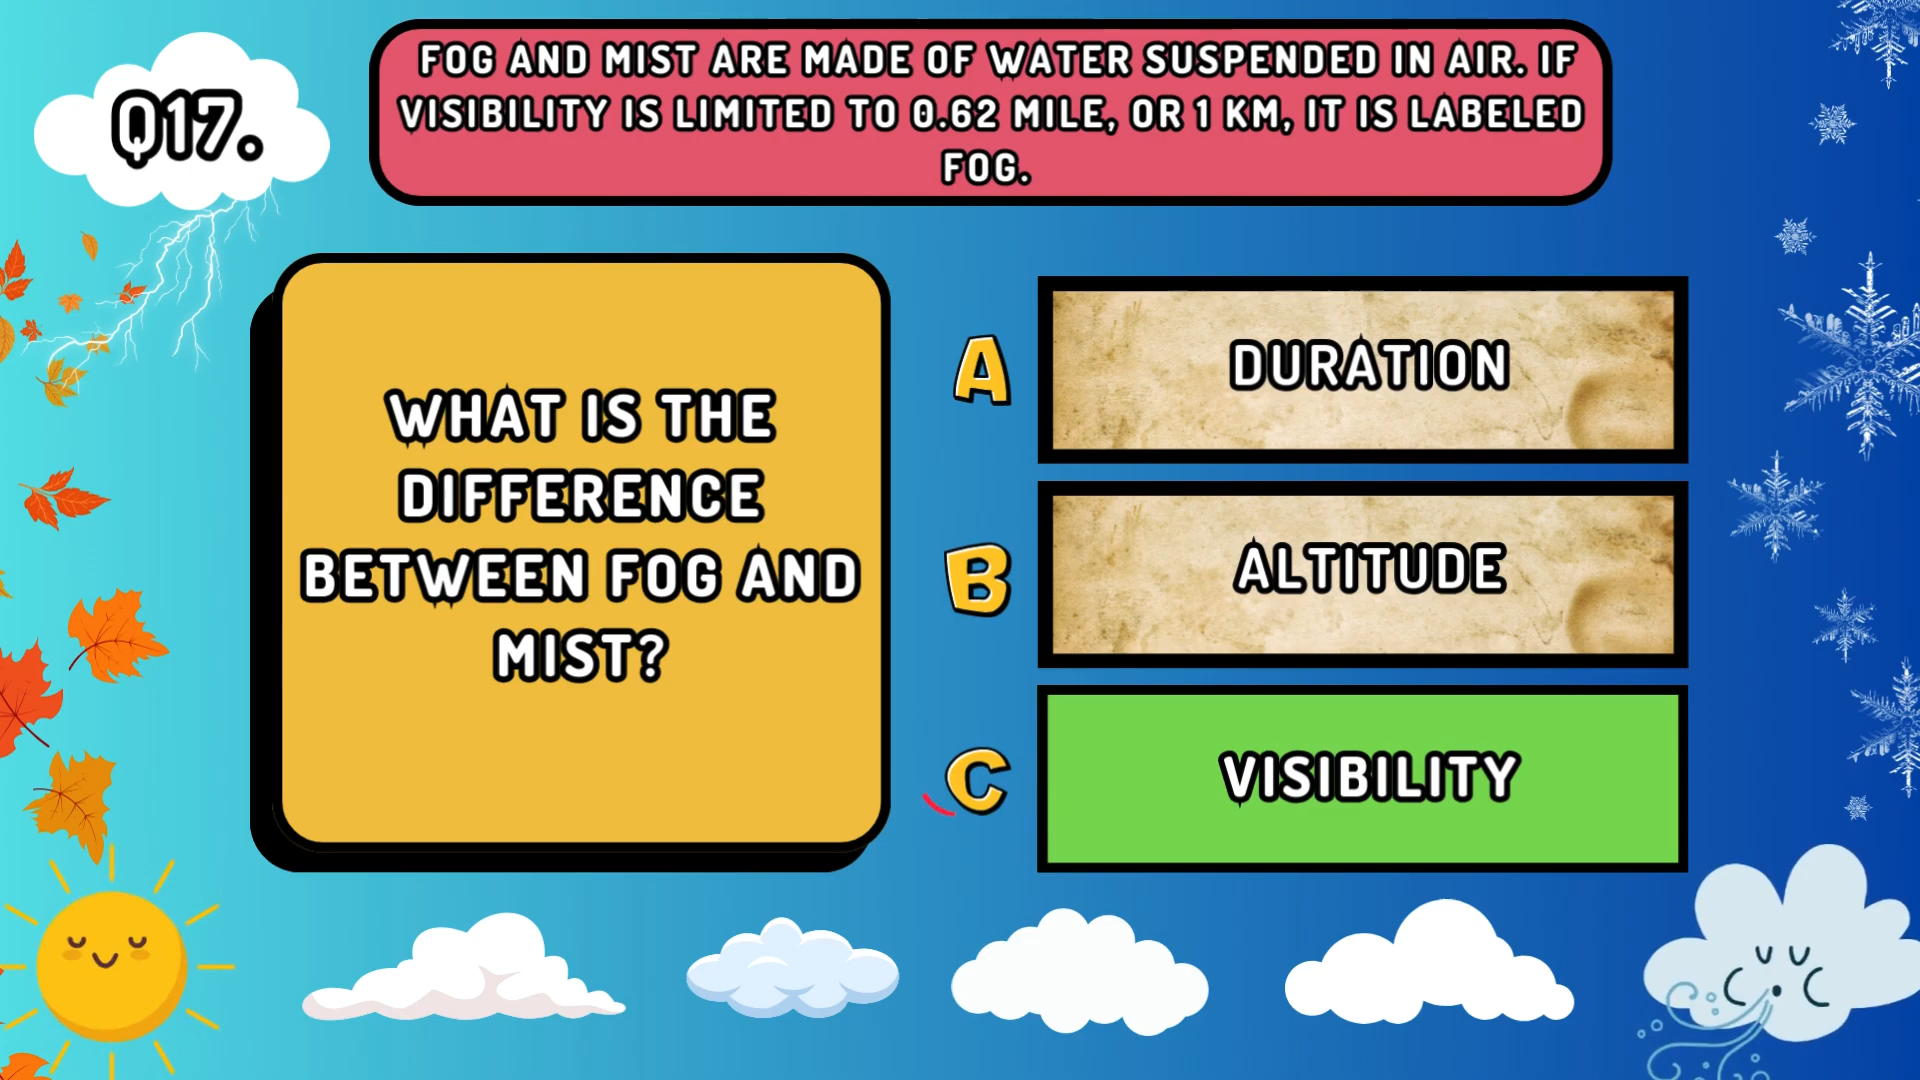 Q17.
FOG AND MIST ARE MADE OF WATER SUSPENDED IN AIR. IF
VISIBILITY IS LIMITED TO 0.62 MILE, OR 1 KM, IT IS LABELED
FOG.
WHAT IS THE
DIFFERENCE
BETWEEN FOG AND
MIST?
A DURATION
B ALTITUDE
C VISIBILITY